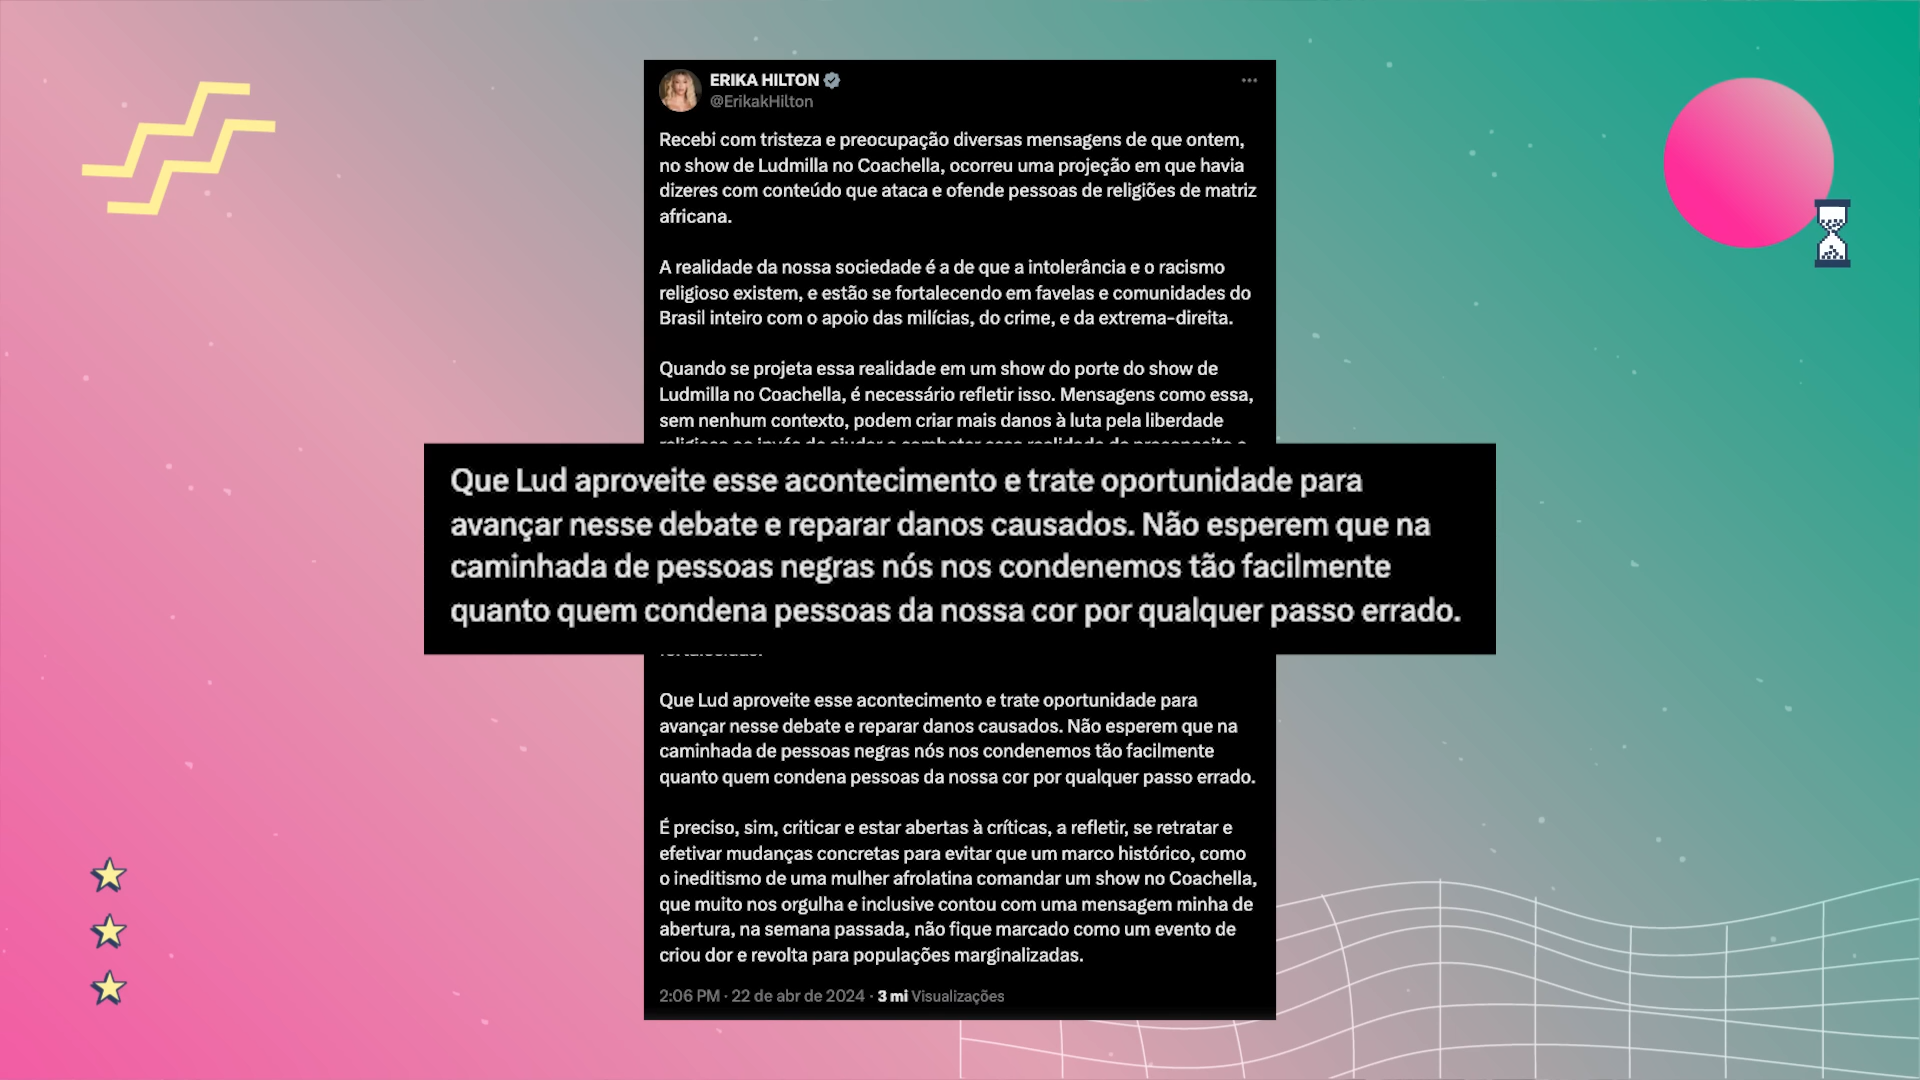 ERIKA HILTON
@ErikakHilton
Recebi com tristeza e preocupação diversas mensagens de que ontem,
no show de Ludmilla no Coachella, ocorreu uma projeção em que havia
dizeres com conteúdo que ataca e ofende pessoas de religiões de matriz
africana.
A realidade da nossa sociedade é a de que a intolerância e o racismo
religioso existem, e estão se fortalecendo em favelas e comunidades do
Brasil inteiro com o apoio das milícias, do crime, e da extrema-direita.
Quando se projeta essa realidade em um show do porte do show de
Ludmilla no Coachella, é necessário refletir isso. Mensagens como essa,
sem nenhum contexto, podem criar mais danos à luta pela liberdade
Que Lud aproveite esse acontecimento e trate oportunidade para
avançar nesse debate e reparar danos causados. Não esperem que na
caminhada de pessoas negras nós nos condenemos tão facilmente
quanto quem condena pessoas da nossa cor por qualquer passo errado.
Que Lud aproveite esse acontecimento e trate oportunidade para
avançar nesse debate e reparar danos causados. Não esperem que na
caminhada de pessoas negras nós nos condenemos tão facilmente
quanto quem condena pessoas da nossa cor por qualquer passo errado.
É preciso, sim, criticar e estar abertas à críticas, a refletir, se retratar e
efetivar mudanças concretas para evitar que um marco histórico, como
o ineditismo de uma mulher afrolatina comandar um show no Coachella,
que muito nos orgulha e inclusive contou com uma mensagem minha de
abertura, na semana passada, não fique marcado como um evento de
criou dor e revolta para populações marginalizadas.
2:06 PM · 22 de abr de 2024 · 3 mi Visualizações